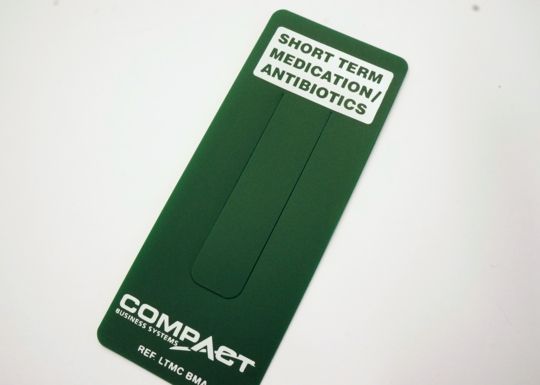 SHORT TERM
MEDICATION/
ANTIBIOTICS
COMPACT
BUSINESS SYSTEMS
REF. LTMC BMA